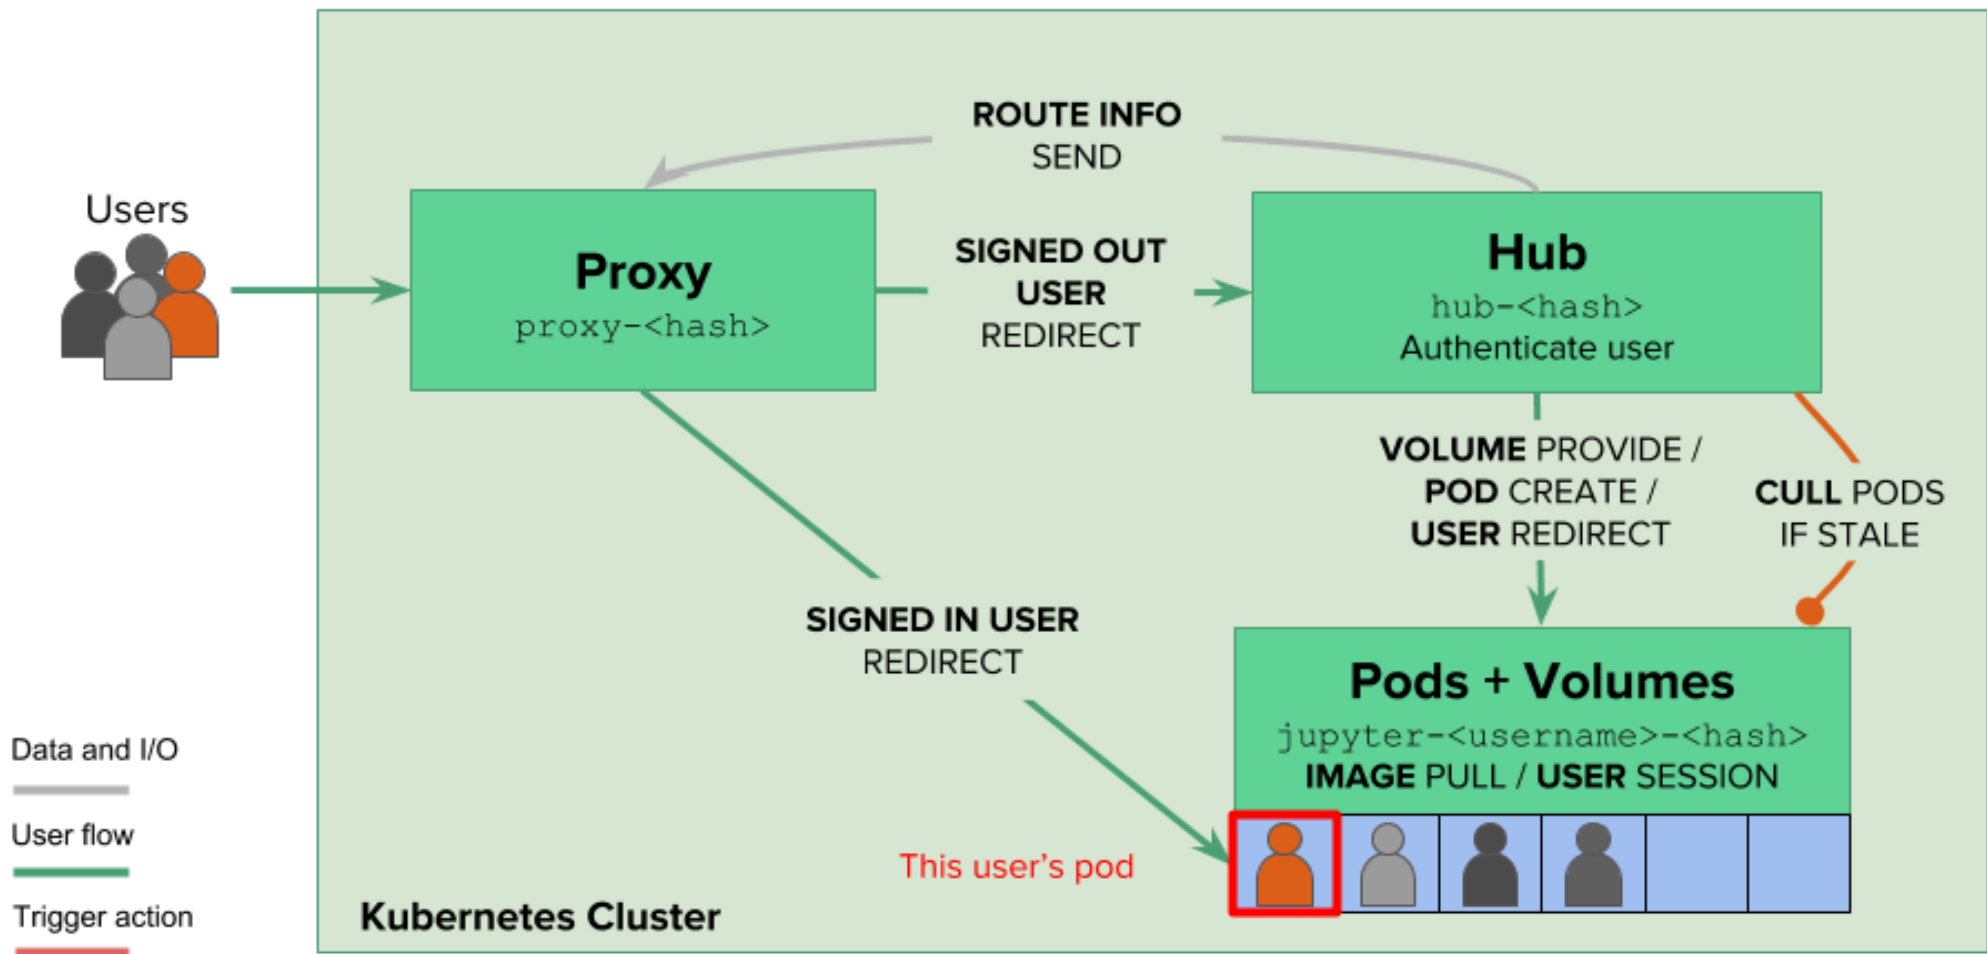 Users
ROUTE INFO
SEND
Proxy
proxy-<hash>
SIGNED OUT
USER
REDIRECT
Hub
hub-<hash>
Authenticate user
VOLUME PROVIDE /
POD CREATE /
USER REDIRECT
CULL PODS
IF STALE
SIGNED IN USER
REDIRECT
Pods + Volumes
jupyter-<username>-<hash>
IMAGE PULL / USER SESSION
This user's pod
Kubernetes Cluster
Data and I/O
User flow
Trigger action